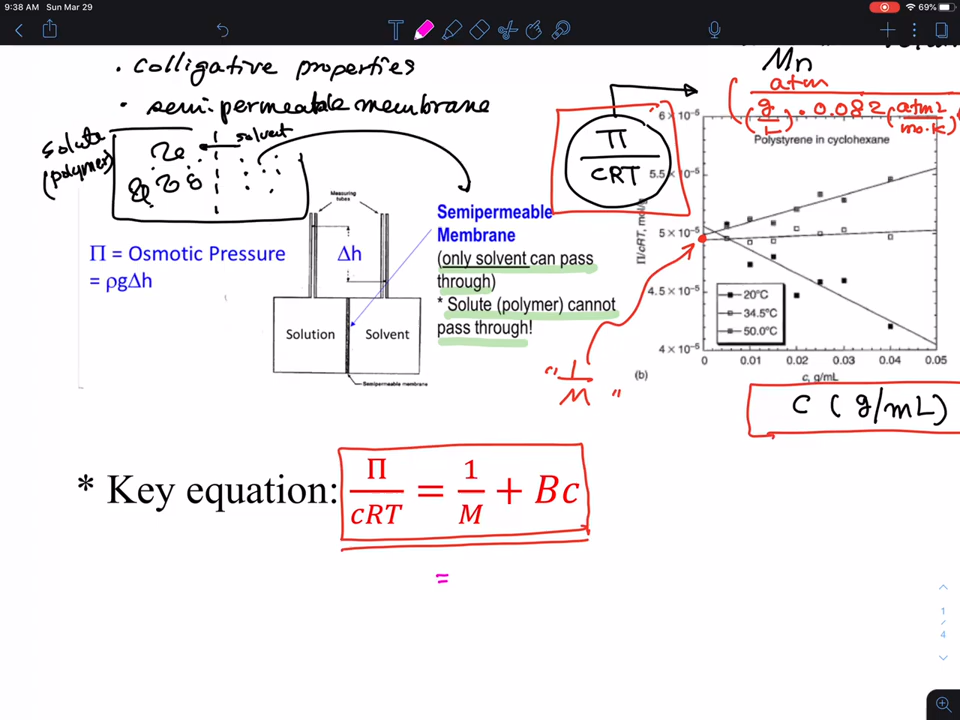 9:38 AM Sun Mar 29
69%
• colligative properties
• semi-permeable membrane
solute
(polymer)
solvent
Measuring
tubes
Δh
Π = Osmotic Pressure
= ρgΔh
Solution
Solvent
Semipermeable membrane
Semipermeable
Membrane
(only solvent can pass
through)
* Solute (polymer) cannot
pass through!
Π
cRT
Mn
atm
(g/L) · 0.082 (atm L
mol·K)
Polystyrene in cyclohexane
Π/cRT, mol/g
6 × 10⁻⁵
5.5 × 10⁻⁵
5 × 10⁻⁵
4.5 × 10⁻⁵
4 × 10⁻⁵
20°C
34.5°C
50.0°C
0 0.01 0.02 0.03 0.04 0.05
c, g/mL
(b)
"1/M"
C (g/mL)
* Key equation: Π/cRT = 1/M + Bc
=
1
/
4